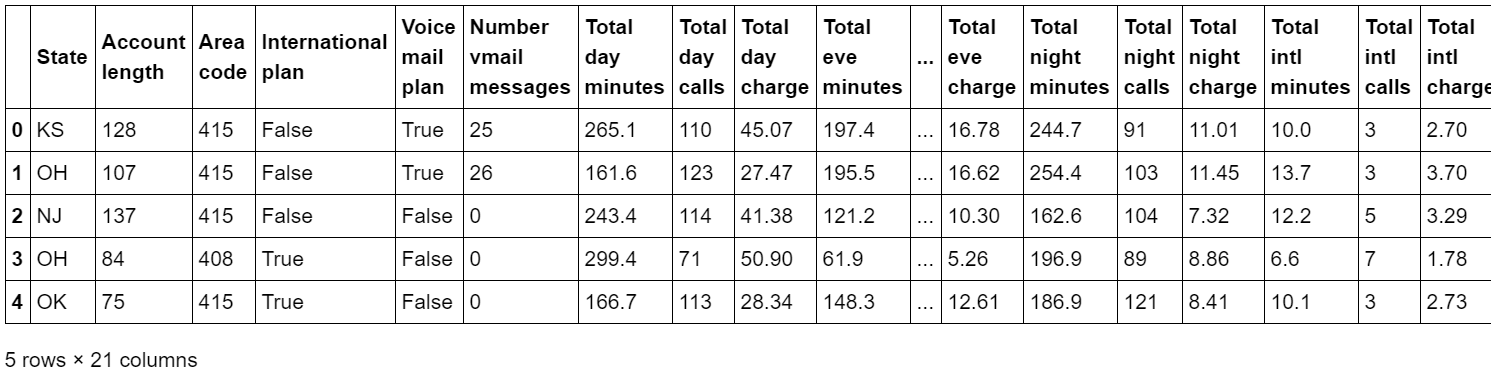 State Account length Area code International plan Voice mail plan Number vmail messages Total day minutes Total day calls Total day charge Total eve minutes ... Total eve charge Total night minutes Total night calls Total night charge Total intl minutes Total intl calls Total intl charge
0 KS 128 415 False True 25 265.1 110 45.07 197.4 ... 16.78 244.7 91 11.01 10.0 3 2.70
1 OH 107 415 False True 26 161.6 123 27.47 195.5 ... 16.62 254.4 103 11.45 13.7 3 3.70
2 NJ 137 415 False False 0 243.4 114 41.38 121.2 ... 10.30 162.6 104 7.32 12.2 5 3.29
3 OH 84 408 True False 0 299.4 71 50.90 61.9 ... 5.26 196.9 89 8.86 6.6 7 1.78
4 OK 75 415 True False 0 166.7 113 28.34 148.3 ... 12.61 186.9 121 8.41 10.1 3 2.73
5 rows × 21 columns